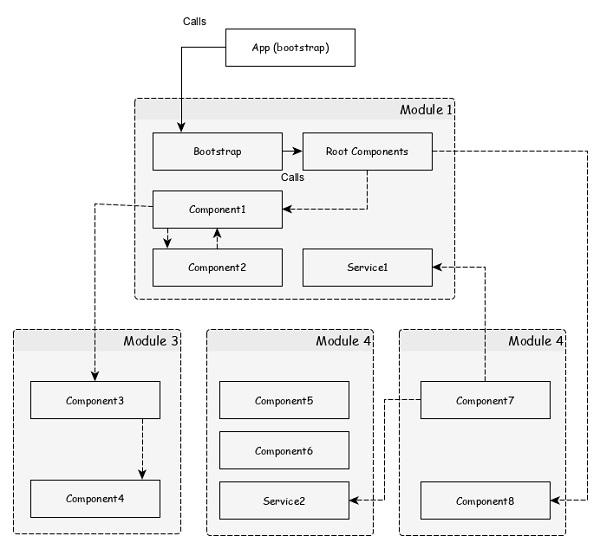 Calls
App (bootstrap)
Module 1
Bootstrap
Root Components
Calls
Component1
Component2
Service1
Module 3
Module 4
Module 4
Component3
Component5
Component7
Component6
Component4
Service2
Component8